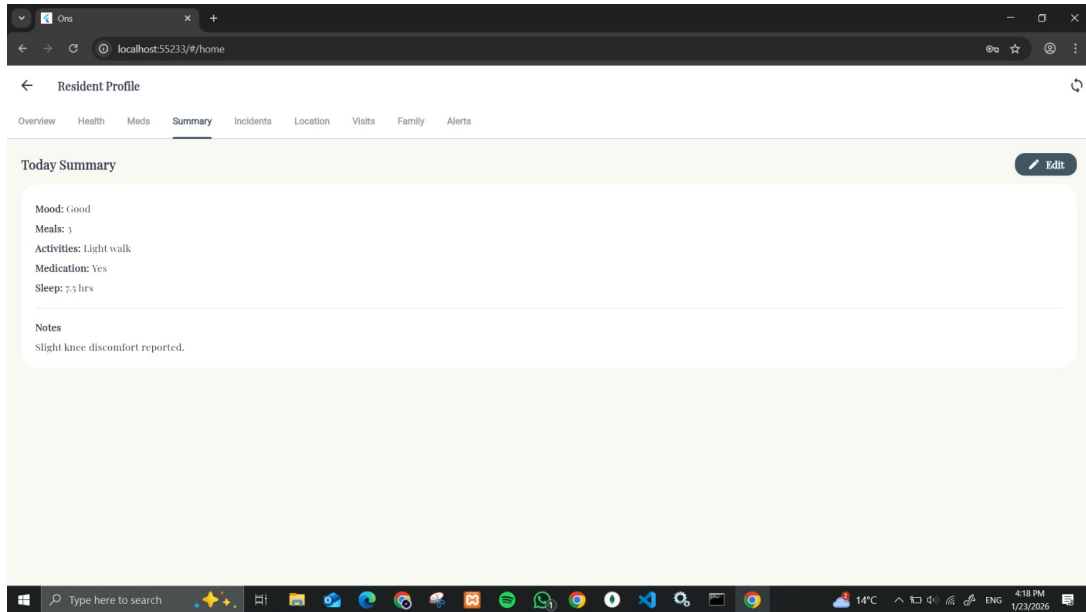 Ons
localhost:55233/#/home
Resident Profile
Overview Health Meds Summary Incidents Location Visits Family Alerts
Today Summary
Edit
Mood: Good
Meals: 3
Activities: Light walk
Medication: Yes
Sleep: 7.5 hrs
Notes
Slight knee discomfort reported.
Type here to search
1
2
14°C
ENG
4:18 PM
1/23/2026